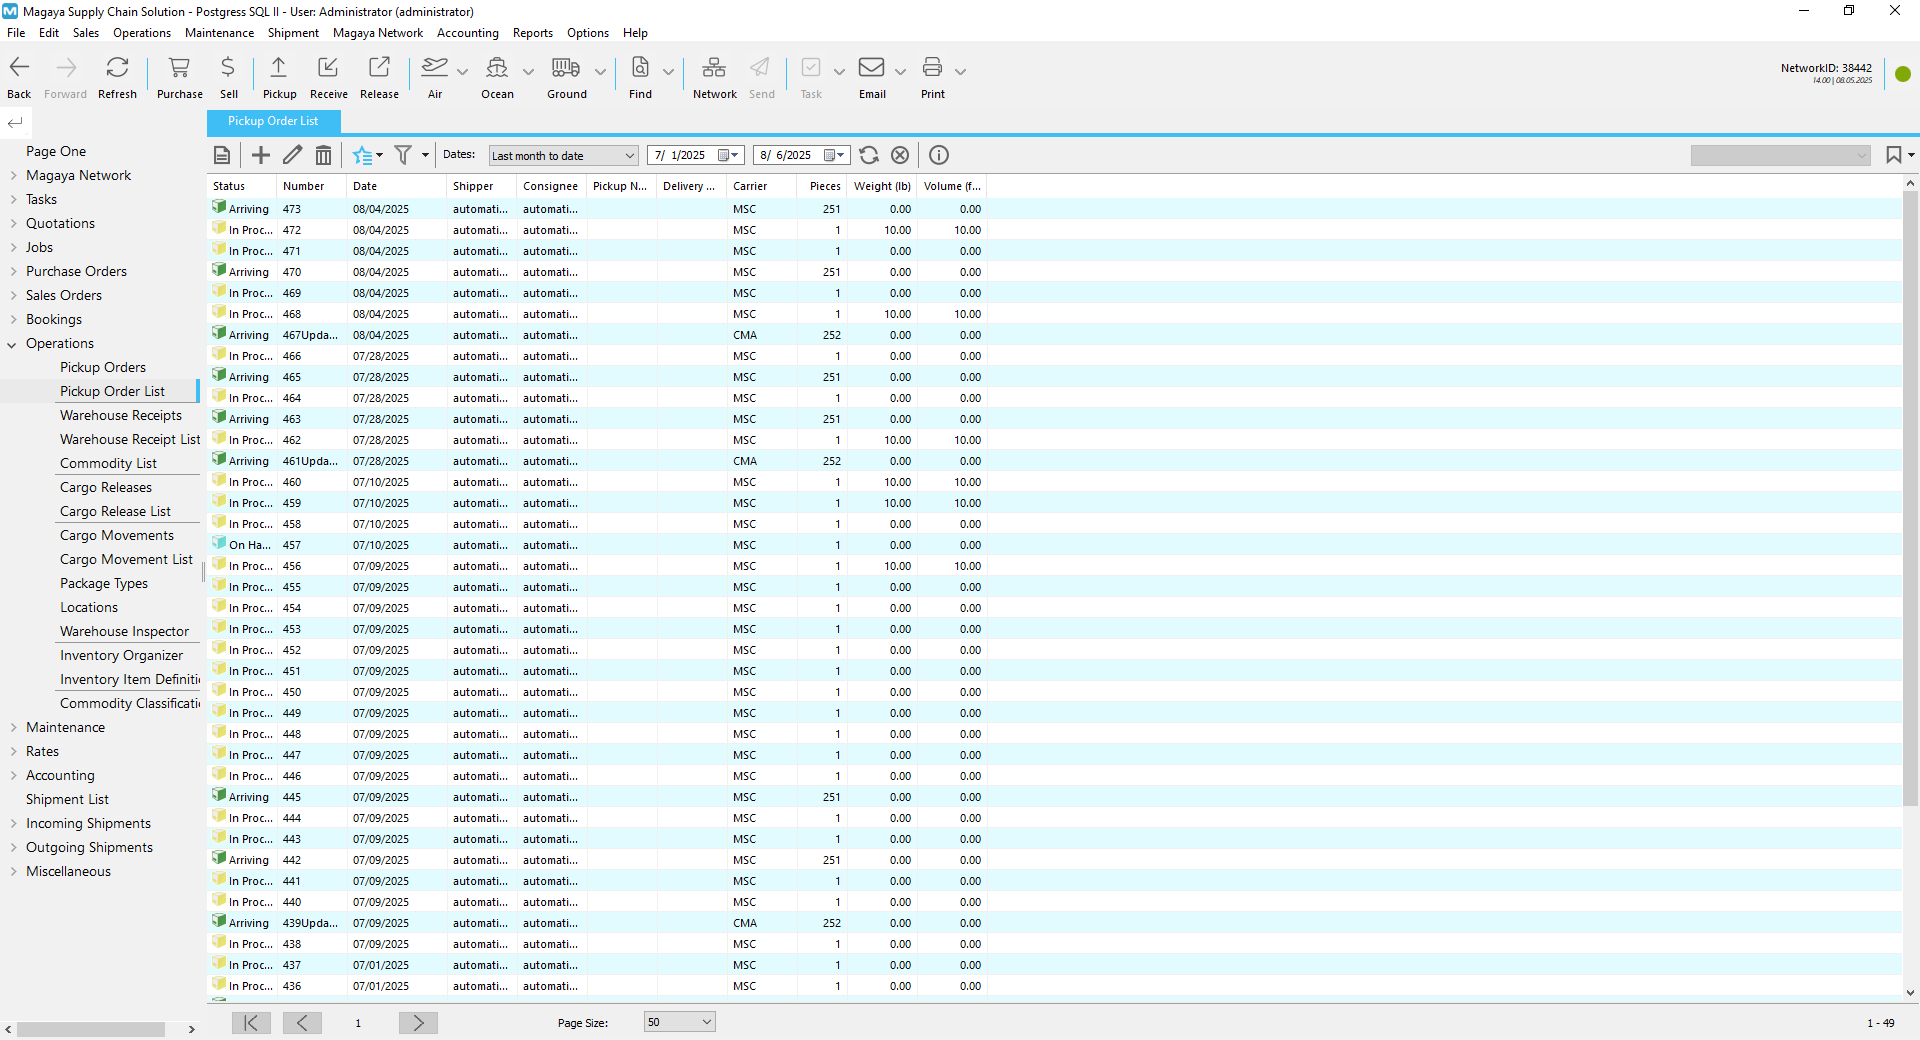 Magaya Supply Chain Solution - Postgress SQL II - User: Administrator (administrator)
File Edit Sales Operations Maintenance Shipment Magaya Network Accounting Reports Options Help
Back Forward Refresh Purchase Sell Pickup Receive Release Air Ocean Ground Find Network Send Task Email Print
NetworkID: 38442
14.00 | 08.05.2025
Page One
Magaya Network
Tasks
Quotations
Jobs
Purchase Orders
Sales Orders
Bookings
Operations
Pickup Orders
Pickup Order List
Warehouse Receipts
Warehouse Receipt List
Commodity List
Cargo Releases
Cargo Release List
Cargo Movements
Cargo Movement List
Package Types
Locations
Warehouse Inspector
Inventory Organizer
Inventory Item Definiti
Commodity Classificati
Maintenance
Rates
Accounting
Shipment List
Incoming Shipments
Outgoing Shipments
Miscellaneous
Pickup Order List
Dates: Last month to date 7/ 1/2025 8/ 6/2025
Status Number Date Shipper Consignee Pickup N... Delivery ... Carrier Pieces Weight (lb) Volume (f...
Arriving 473 08/04/2025 automati... automati... MSC 251 0.00 0.00
In Proc... 472 08/04/2025 automati... automati... MSC 1 10.00 10.00
In Proc... 471 08/04/2025 automati... automati... MSC 1 0.00 0.00
Arriving 470 08/04/2025 automati... automati... MSC 251 0.00 0.00
In Proc... 469 08/04/2025 automati... automati... MSC 1 0.00 0.00
In Proc... 468 08/04/2025 automati... automati... MSC 1 10.00 10.00
Arriving 467Upda... 08/04/2025 automati... automati... CMA 252 0.00 0.00
In Proc... 466 07/28/2025 automati... automati... MSC 1 0.00 0.00
Arriving 465 07/28/2025 automati... automati... MSC 251 0.00 0.00
In Proc... 464 07/28/2025 automati... automati... MSC 1 0.00 0.00
Arriving 463 07/28/2025 automati... automati... MSC 251 0.00 0.00
In Proc... 462 07/28/2025 automati... automati... MSC 1 10.00 10.00
Arriving 461Upda... 07/28/2025 automati... automati... CMA 252 0.00 0.00
In Proc... 460 07/10/2025 automati... automati... MSC 1 10.00 10.00
In Proc... 459 07/10/2025 automati... automati... MSC 1 10.00 10.00
In Proc... 458 07/10/2025 automati... automati... MSC 1 0.00 0.00
On Ha... 457 07/10/2025 automati... automati... MSC 1 0.00 0.00
In Proc... 456 07/09/2025 automati... automati... MSC 1 10.00 10.00
In Proc... 455 07/09/2025 automati... automati... MSC 1 0.00 0.00
In Proc... 454 07/09/2025 automati... automati... MSC 1 0.00 0.00
In Proc... 453 07/09/2025 automati... automati... MSC 1 0.00 0.00
In Proc... 452 07/09/2025 automati... automati... MSC 1 0.00 0.00
In Proc... 451 07/09/2025 automati... automati... MSC 1 0.00 0.00
In Proc... 450 07/09/2025 automati... automati... MSC 1 0.00 0.00
In Proc... 449 07/09/2025 automati... automati... MSC 1 0.00 0.00
In Proc... 448 07/09/2025 automati... automati... MSC 1 0.00 0.00
In Proc... 447 07/09/2025 automati... automati... MSC 1 0.00 0.00
In Proc... 446 07/09/2025 automati... automati... MSC 1 0.00 0.00
Arriving 445 07/09/2025 automati... automati... MSC 251 0.00 0.00
In Proc... 444 07/09/2025 automati... automati... MSC 1 0.00 0.00
In Proc... 443 07/09/2025 automati... automati... MSC 1 0.00 0.00
Arriving 442 07/09/2025 automati... automati... MSC 251 0.00 0.00
In Proc... 441 07/09/2025 automati... automati... MSC 1 0.00 0.00
In Proc... 440 07/09/2025 automati... automati... MSC 1 0.00 0.00
Arriving 439Upda... 07/09/2025 automati... automati... CMA 252 0.00 0.00
In Proc... 438 07/09/2025 automati... automati... MSC 1 0.00 0.00
In Proc... 437 07/01/2025 automati... automati... MSC 1 0.00 0.00
In Proc... 436 07/01/2025 automati... automati... MSC 1 0.00 0.00
1 Page Size: 50 1 - 49